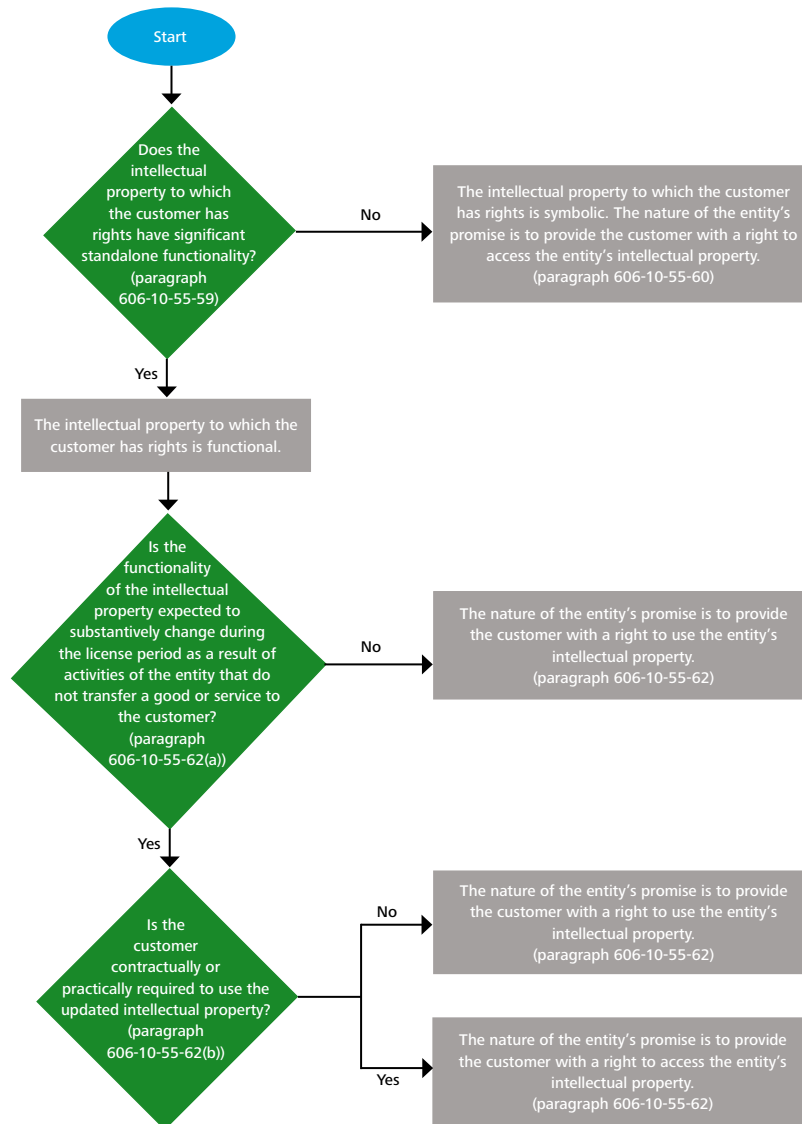 Start
Does the
intellectual
property to which
the customer has
rights have significant
standalone functionality?
(paragraph
606-10-55-59)
No
The intellectual property to which the customer
has rights is symbolic. The nature of the entity’s
promise is to provide the customer with a right to
access the entity’s intellectual property.
(paragraph 606-10-55-60)
Yes
The intellectual property to which the
customer has rights is functional.
Is the
functionality
of the intellectual
property expected to
substantively change during
the license period as a result of
activities of the entity that do
not transfer a good or service to
the customer?
(paragraph
606-10-55-62(a))
No
The nature of the entity’s promise is to provide
the customer with a right to use the entity’s
intellectual property.
(paragraph 606-10-55-62)
Yes
Is the
customer
contractually or
practically required to use the
updated intellectual property?
(paragraph
606-10-55-62(b))
No
The nature of the entity’s promise is to provide
the customer with a right to use the entity’s
intellectual property.
(paragraph 606-10-55-62)
Yes
The nature of the entity’s promise is to provide
the customer with a right to access the entity’s
intellectual property.
(paragraph 606-10-55-62)